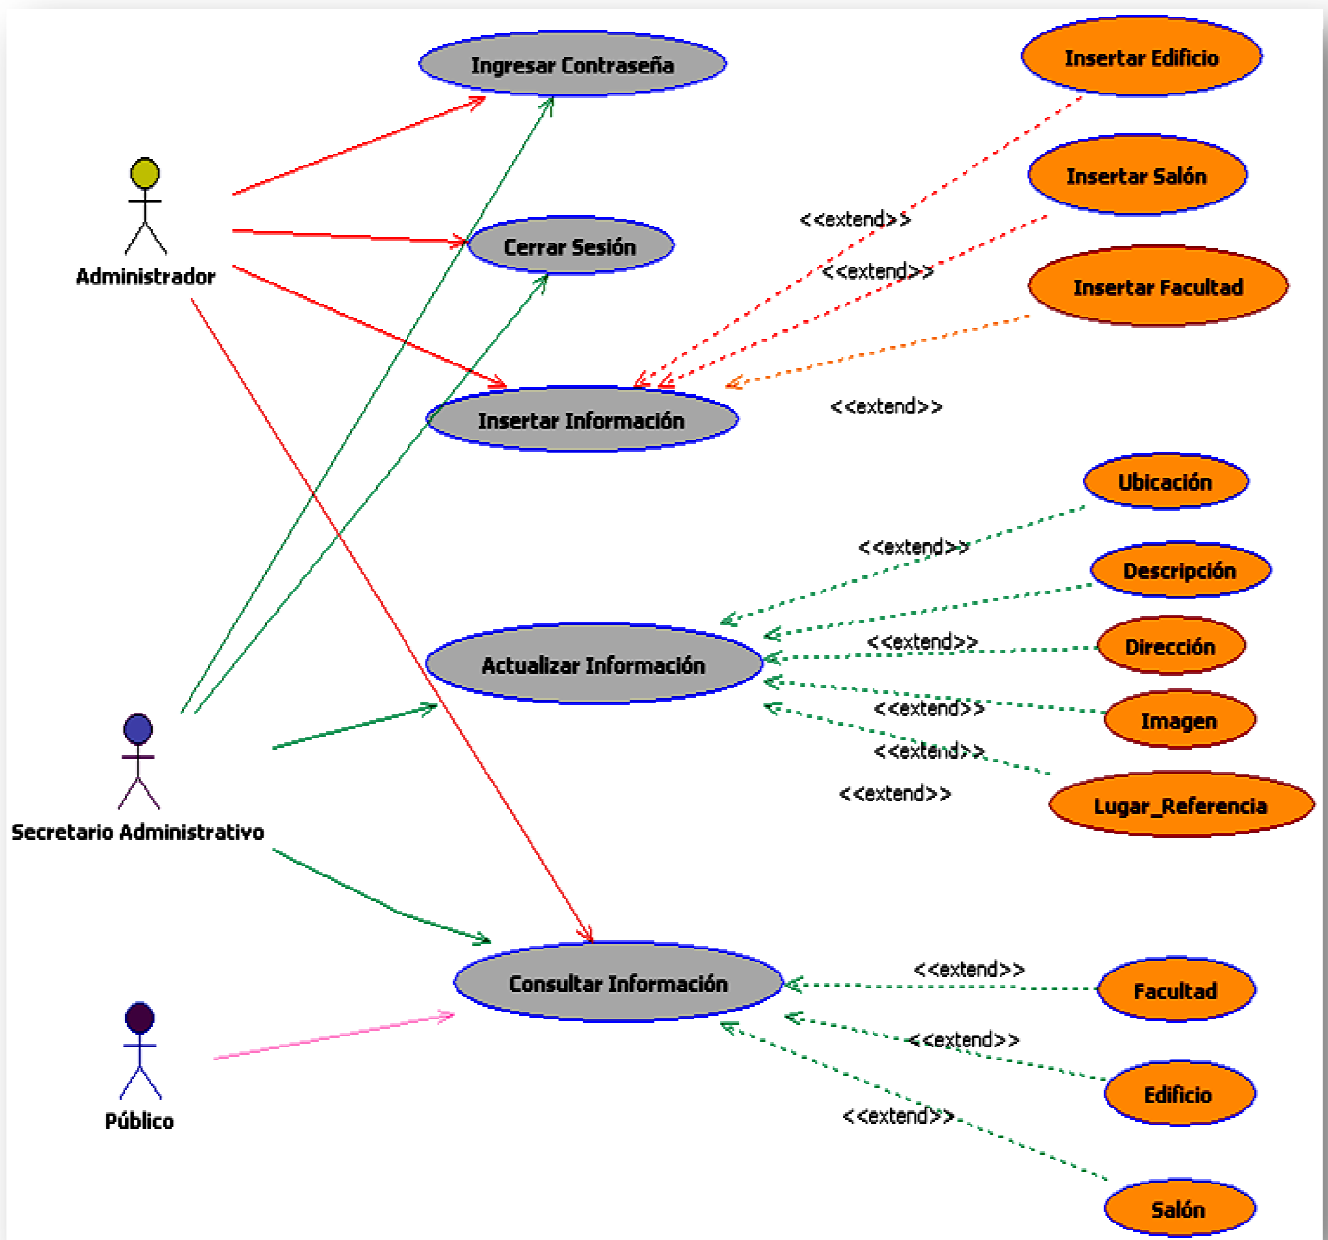 Ingresar Contraseña
Insertar Edificio
Insertar Salón
<<extend>>
Cerrar Sesión
<<extend>>
Administrador
Insertar Facultad
<<extend>>
Insertar Información
Ubicación
<<extend>>
Descripción
<<extend>>
Dirección
Actualizar Información
<<extend>>
Imagen
<<extend>>
<<extend>>
Lugar_Referencia
Secretario Administrativo
<<extend>>
Consultar Información
Facultad
<<extend>>
Edificio
Público
<<extend>>
Salón